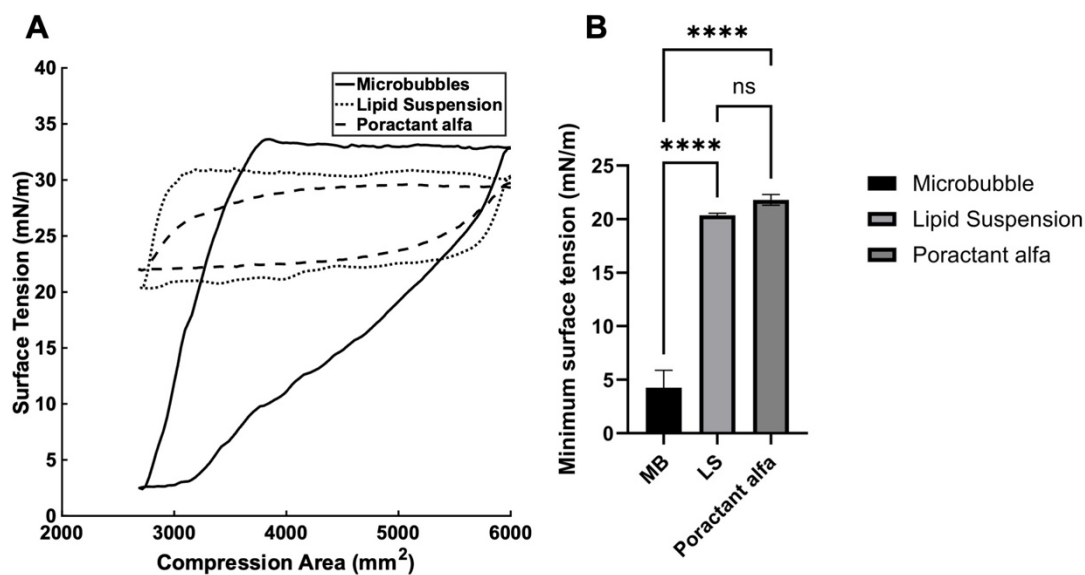 A
40
35
30
25
20
15
10
5
0
Surface Tension (mN/m)
Microbubbles
Lipid Suspension
Poractant alfa
2000
3000
4000
5000
6000
Compression Area (mm²)
B
****
ns
****
25
20
15
10
5
0
Minimum surface tension (mN/m)
MB
LS
Poractant alfa
Microbubble
Lipid Suspension
Poractant alfa